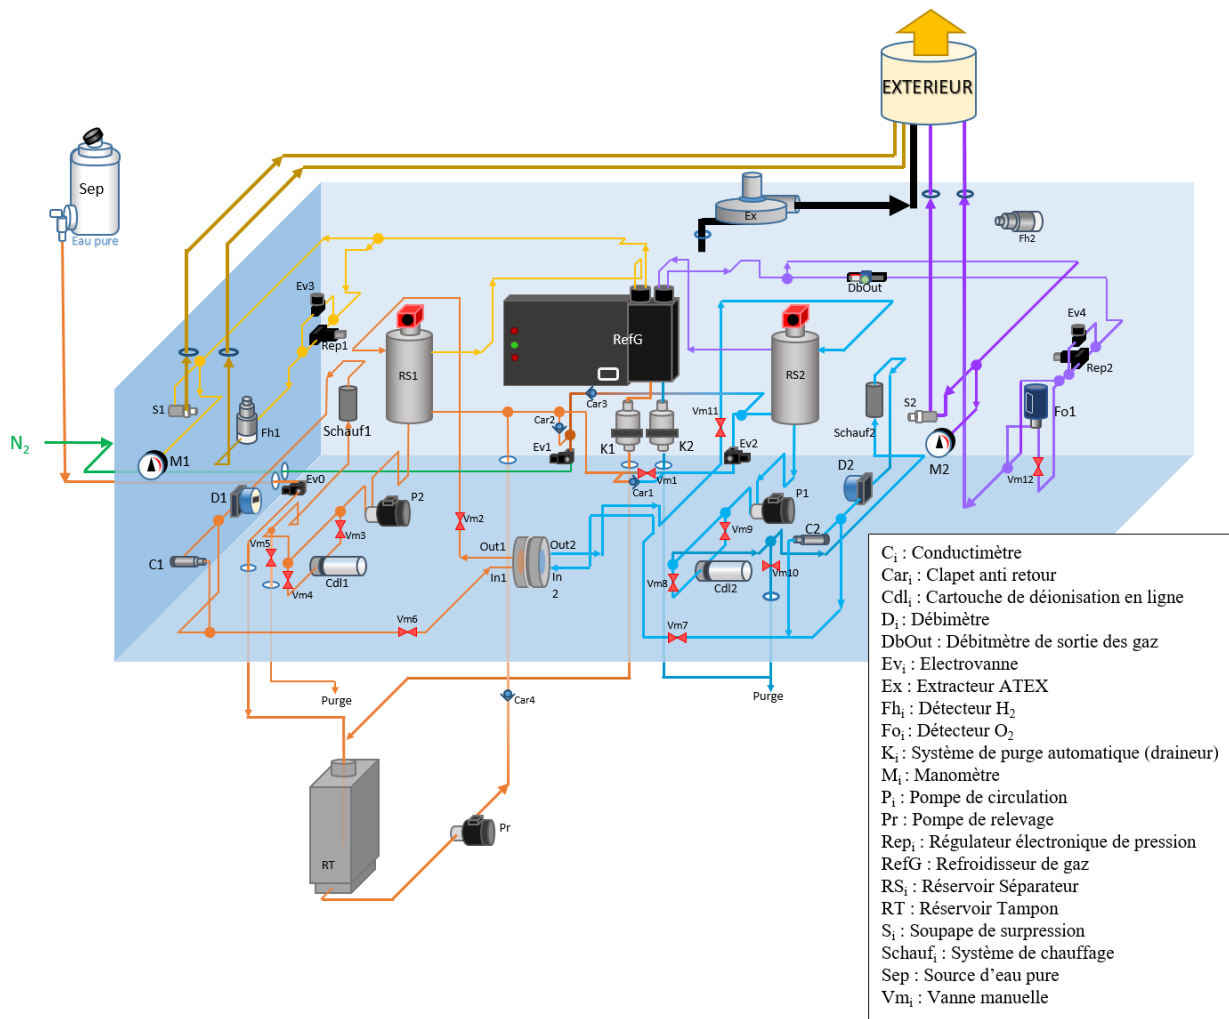 EXTERIEUR
Sep
Eau pure
Ex
Fh2
DbOut
Ev3
Rep1
RefG
Ev4
Rep2
RS1
RS2
S1
Fh1
Schauf1
Car3
Car2
Vm11
Schauf2
S2
Fo1
N2
M1
Ev1
K1
K2
Ev2
M2
D1
Ev0
Car1
Vm1
D2
Vm12
P2
P1
Vm2
Vm5
Vm3
Vm9
C2
C1
Vm4
Cdl1
Out1
Out2
In1
In
2
Vm8
Cdl2
Vm10
Vm6
Vm7
Purge
Car4
Purge
RT
Pr
Ci : Conductimètre
Cari : Clapet anti retour
Cdli : Cartouche de déionisation en ligne
Di : Débimètre
DbOut : Débitmètre de sortie des gaz
Evi : Electrovanne
Ex : Extracteur ATEX
Fhi : Détecteur H2
Foi : Détecteur O2
Ki : Système de purge automatique (draineur)
Mi : Manomètre
Pi : Pompe de circulation
Pr : Pompe de relevage
Repi : Régulateur électronique de pression
RefG : Refroidisseur de gaz
RSi : Réservoir Séparateur
RT : Réservoir Tampon
Si : Soupape de surpression
Schaufi : Système de chauffage
Sep : Source d'eau pure
Vmi : Vanne manuelle